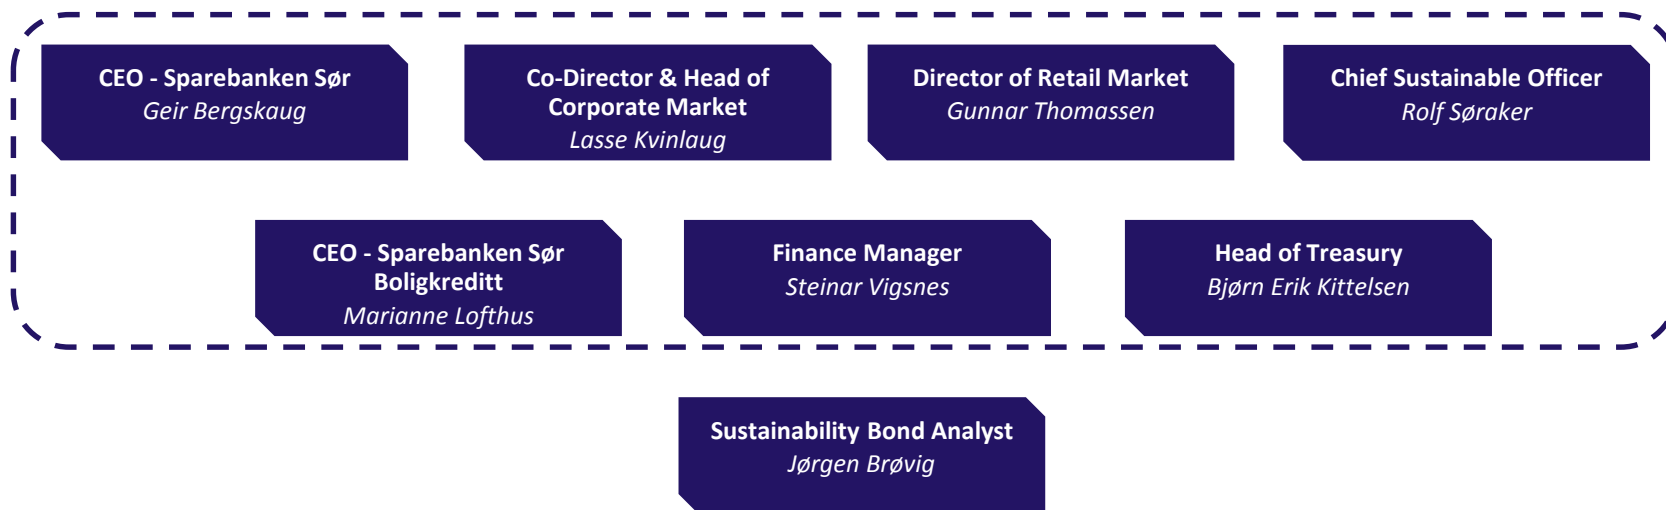 CEO - Sparebanken Sør
Geir Bergskaug
Co-Director & Head of
Corporate Market
Lasse Kvinlaug
Director of Retail Market
Gunnar Thomassen
Chief Sustainable Officer
Rolf Søraker
CEO - Sparebanken Sør
Boligkreditt
Marianne Lofthus
Finance Manager
Steinar Vigsnes
Head of Treasury
Bjørn Erik Kittelsen
Sustainability Bond Analyst
Jørgen Brøvig